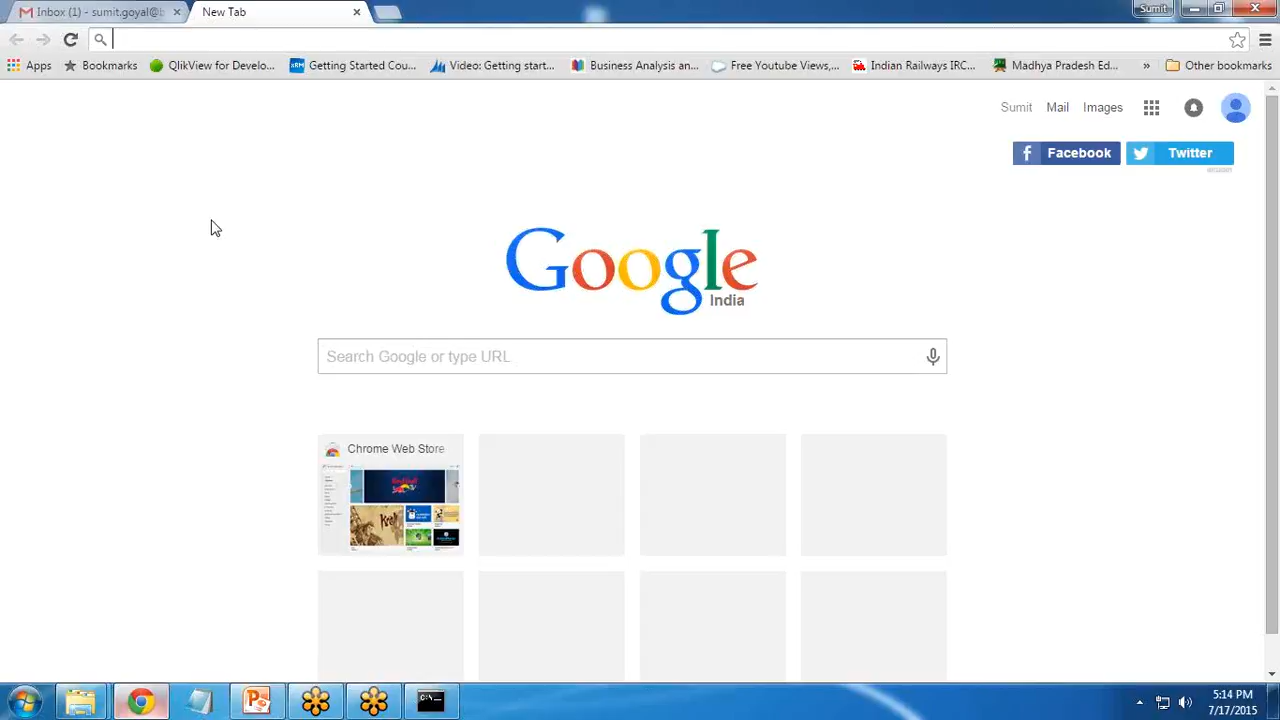 Inbox (1) - sumit.goyal@b
New Tab
Sumit
Apps
Bookmarks
QlikView for Develo...
Getting Started Cou...
Video: Getting start...
Business Analysis an...
Free Youtube Views,...
Indian Railways IRC...
Madhya Pradesh Ed...
»
Other bookmarks
Sumit Mail Images
Facebook
Twitter
Google
India
Search Google or type URL
Chrome Web Store
5:14 PM
7/17/2015